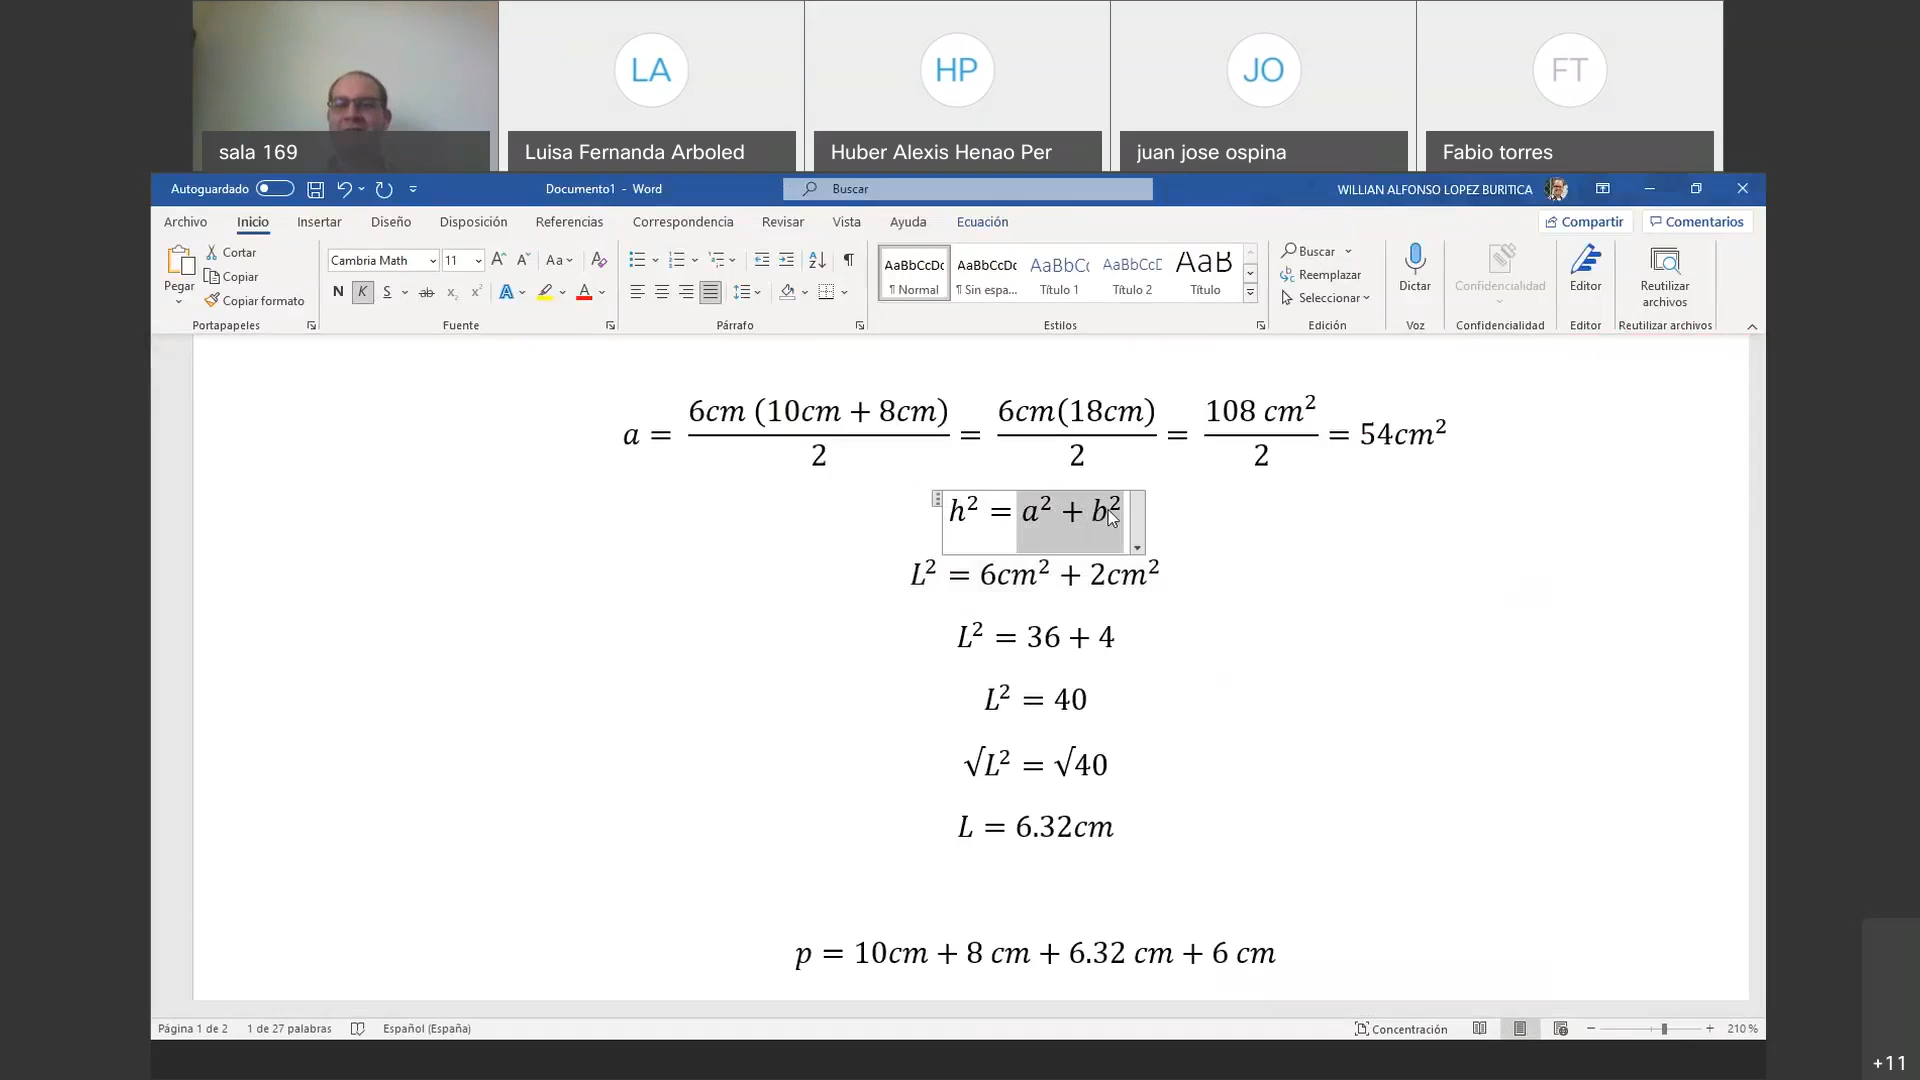 LA
HP
JO
FT
sala 169
Luisa Fernanda Arboled
Huber Alexis Henao Per
juan jose ospina
Fabio torres
Autoguardado
Documento1 - Word
Buscar
WILLIAN ALFONSO LOPEZ BURITICA
Archivo
Inicio
Insertar
Diseño
Disposición
Referencias
Correspondencia
Revisar
Vista
Ayuda
Ecuación
Compartir
Comentarios
Pegar
Cortar
Copiar
Copiar formato
Portapapeles
Cambria Math
11
Aa
N K S ab x₂ x² A A
Fuente
Párrafo
AaBbCcDc
¶ Normal
AaBbCcDc
¶ Sin espa...
AaBbCc
Título 1
AaBbCcD
Título 2
AaB
Título
Estilos
Buscar
Reemplazar
Seleccionar
Edición
Dictar
Voz
Confidencialidad
Confidencialidad
Editor
Editor
Reutilizar
archivos
Reutilizar archivos
a = 6cm (10cm + 8cm)/2 = 6cm(18cm)/2 = 108 cm²/2 = 54cm²
h² = a² + b²
L² = 6cm² + 2cm²
L² = 36 + 4
L² = 40
√L² = √40
L = 6.32cm
p = 10cm + 8 cm + 6.32 cm + 6 cm
Página 1 de 2
1 de 27 palabras
Español (España)
Concentración
210 %
+11